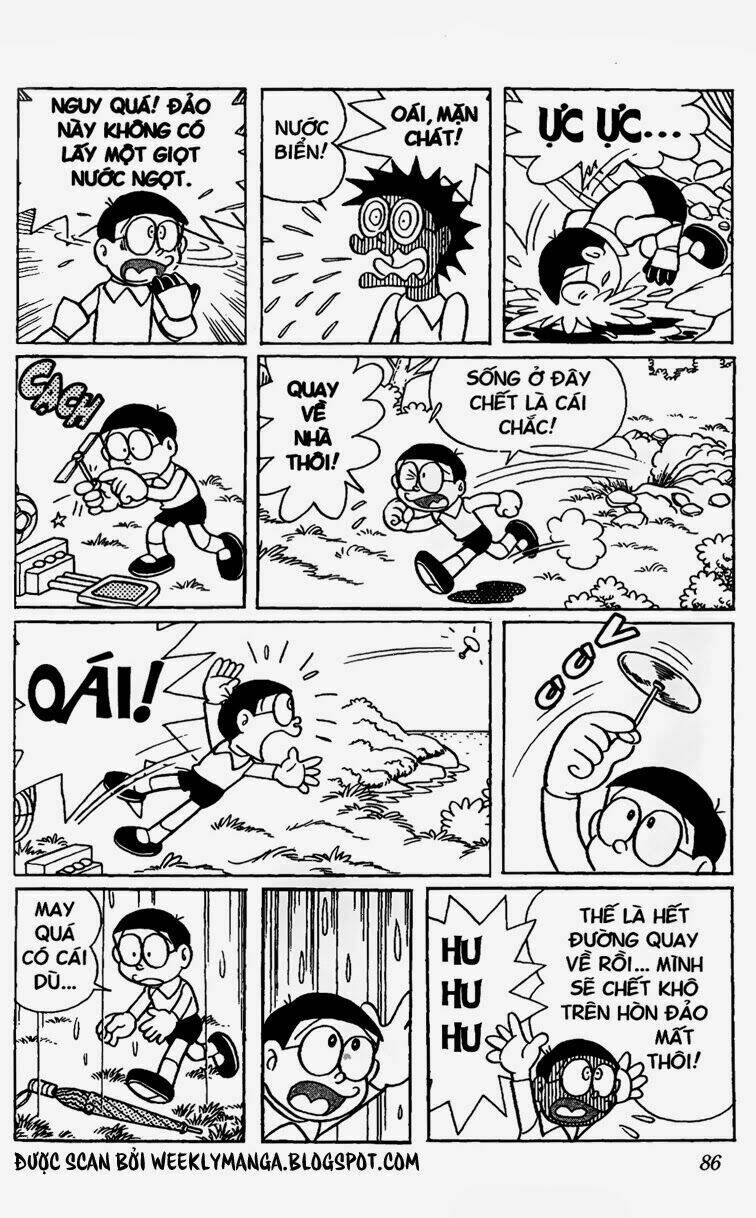 NGUY QUÁ! ĐẢO
NÀY KHÔNG CÓ
LẤY MỘT GIỌT
NƯỚC NGỌT.
NƯỚC
BIỂN!
OÁI, MẶN
CHÁT!
ỰC ỰC...
CẠCH
QUAY
VỀ
NHÀ
THÔI!
SỐNG Ở ĐÂY
CHẾT LÀ CÁI
CHẮC!
OÁI!
MAY
QUÁ
CÓ CÁI
DÙ...
HU
HU
HU
THẾ LÀ HẾT
ĐƯỜNG QUAY
VỀ RỒI... MÌNH
SẼ CHẾT KHÔ
TRÊN HÒN ĐẢO
MẤT
THÔI!
ĐƯỢC SCAN BỞI WEEKLYMANGA.BLOGSPOT.COM
86